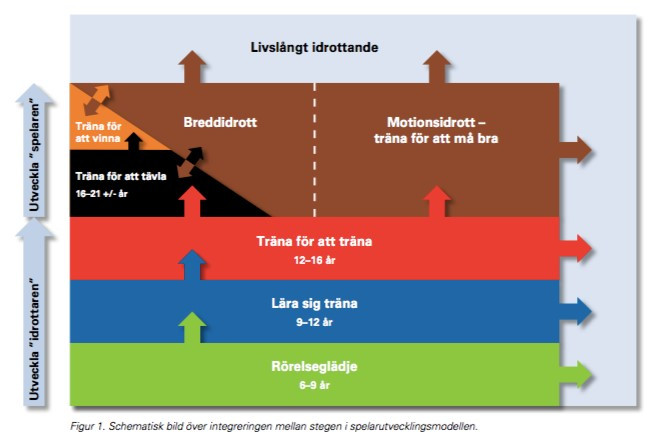 Livslångt idrottande
Utveckla "spelaren"
Träna för
att vinna
Breddidrott
Motionsidrott –
träna för att må bra
Träna för att tävla
16–21 +/- år
Utveckla "idrottaren"
Träna för att träna
12–16 år
Lära sig träna
9–12 år
Rörelseglädje
6–9 år
Figur 1. Schematisk bild över integreringen mellan stegen i spelarutvecklingsmodellen.